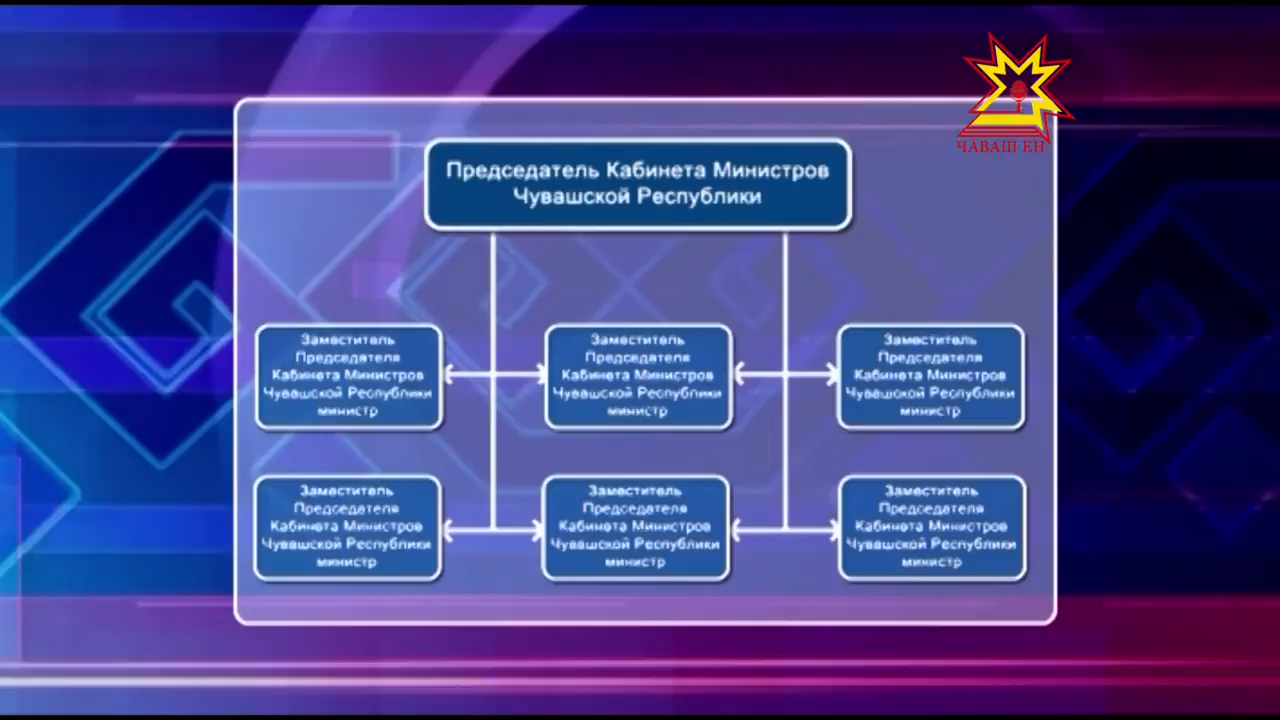 ЧАВАШ ЕН
Председатель Кабинета Министров
Чувашской Республики
Заместитель
Председателя
Кабинета Министров
Чувашской Республики
министр
Заместитель
Председателя
Кабинета Министров
Чувашской Республики
министр
Заместитель
Председателя
Кабинета Министров
Чувашской Республики
министр
Заместитель
Председателя
Кабинета Министров
Чувашской Республики
министр
Заместитель
Председателя
Кабинета Министров
Чувашской Республики
министр
Заместитель
Председателя
Кабинета Министров
Чувашской Республики
министр